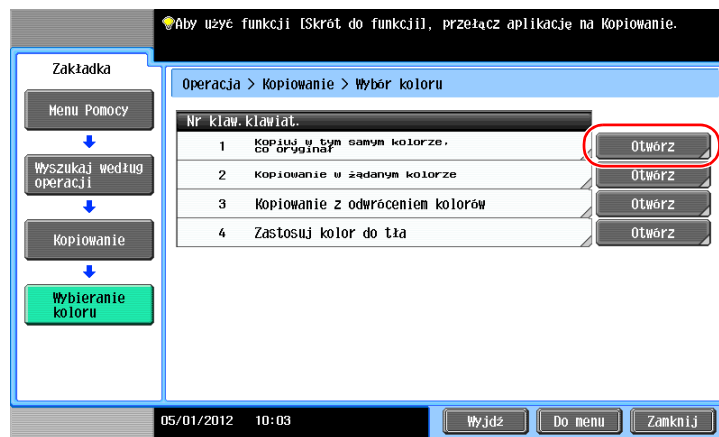 Aby użyć funkcji [Skrót do funkcji], przełącz aplikację na Kopiowanie.
Zakładka
Menu Pomocy
Wyszukaj według
operacji
Kopiowanie
Wybieranie
koloru
Operacja > Kopiowanie > Wybór koloru
Nr klaw.klawiat.
1 Kopiuj w tym samym kolorze,
co oryginał
Otwórz
2 Kopiowanie w żądanym kolorze
Otwórz
3 Kopiowanie z odwróceniem kolorów
Otwórz
4 Zastosuj kolor do tła
Otwórz
05/01/2012 10:03
Wyjdź
Do menu
Zamknij